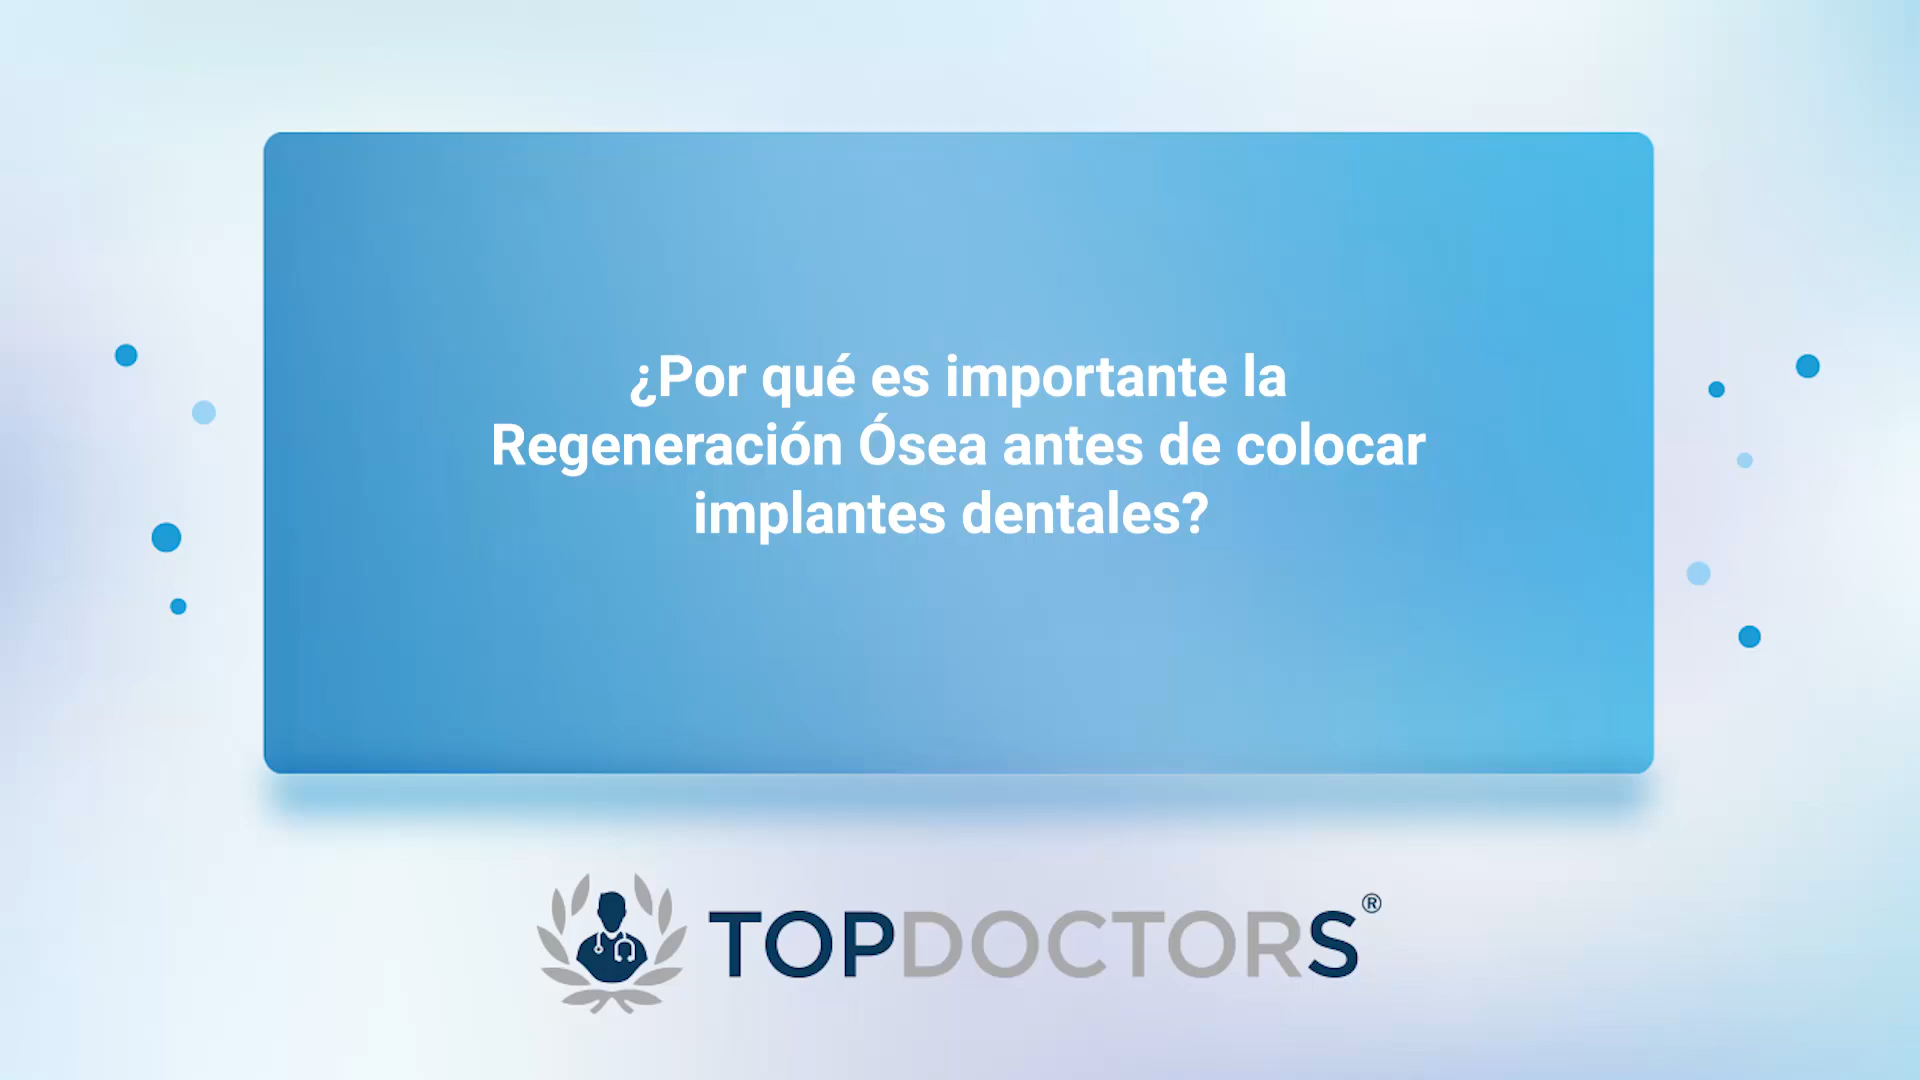 ¿Por qué es importante la
Regeneración Ósea antes de colocar
implantes dentales?
TOPDOCTORS®